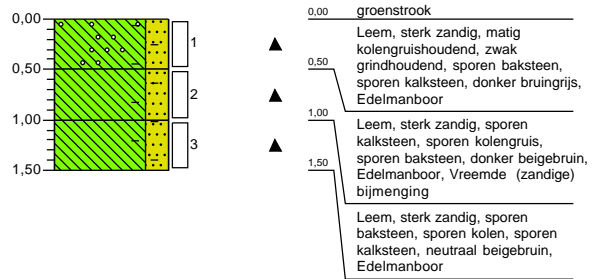 0,00
0,50
1,00
1,50
1
2
3
0,00
groenstrook
Leem, sterk zandig, matig
kolengruishoudend, zwak
grindhoudend, sporen baksteen,
sporen kalksteen, donker bruingrijs,
Edelmanboor
0,50
Leem, sterk zandig, sporen
kalksteen, sporen kolengruis,
sporen baksteen, donker beigebruin,
Edelmanboor, Vreemde (zandige)
bijmenging
1,00
Leem, sterk zandig, sporen
baksteen, sporen kolen, sporen
kalksteen, neutraal beigebruin,
Edelmanboor
1,50